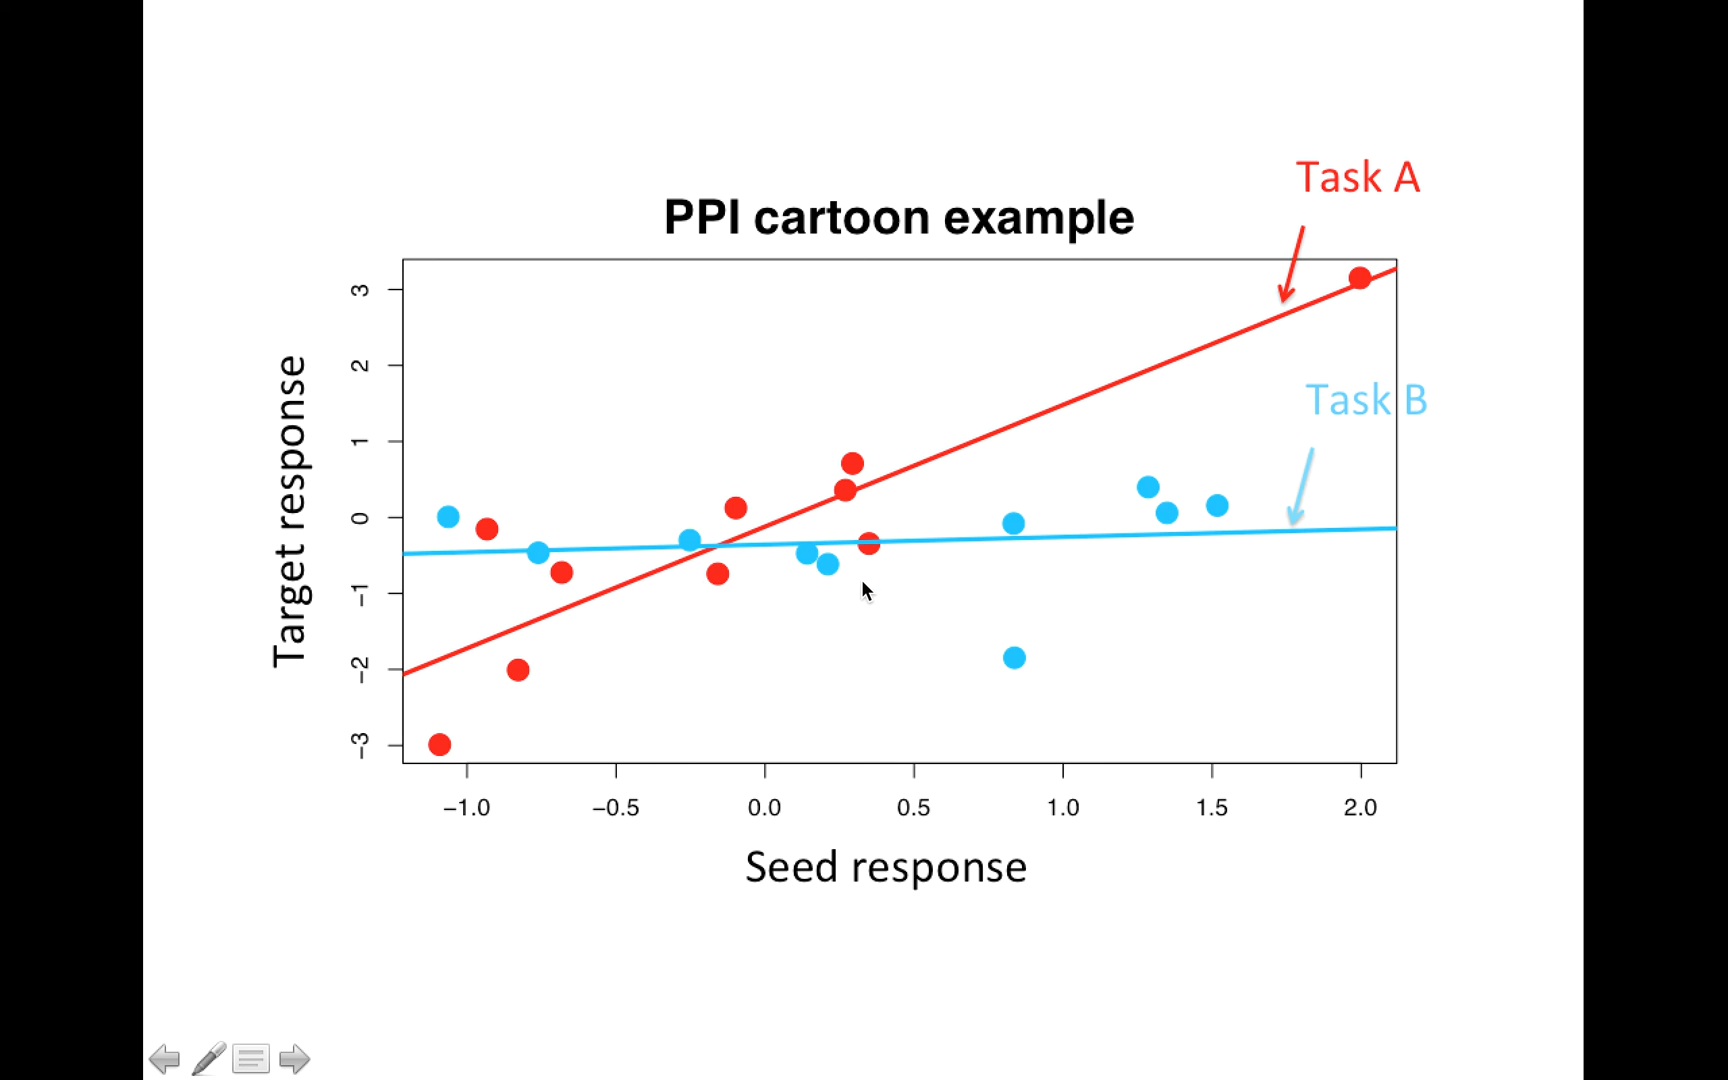 Task A
PPI cartoon example
Task B
Target response
3
2
1
0
−1
−2
−3
−1.0 −0.5 0.0 0.5 1.0 1.5 2.0
Seed response